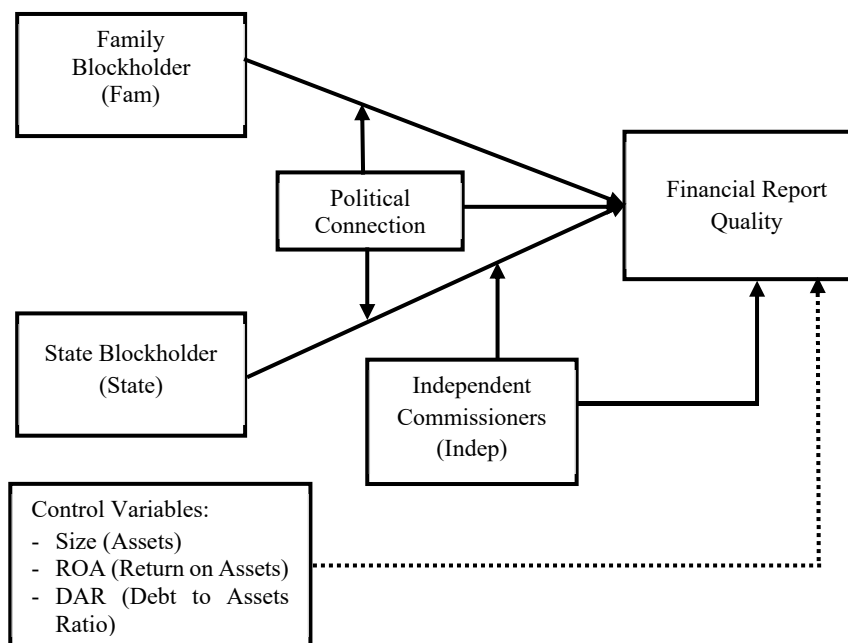 Family
Blockholder
(Fam)
Political
Connection
Financial Report
Quality
State Blockholder
(State)
Independent
Commissioners
(Indep)
Control Variables:
- Size (Assets)
- ROA (Return on Assets)
- DAR (Debt to Assets
Ratio)